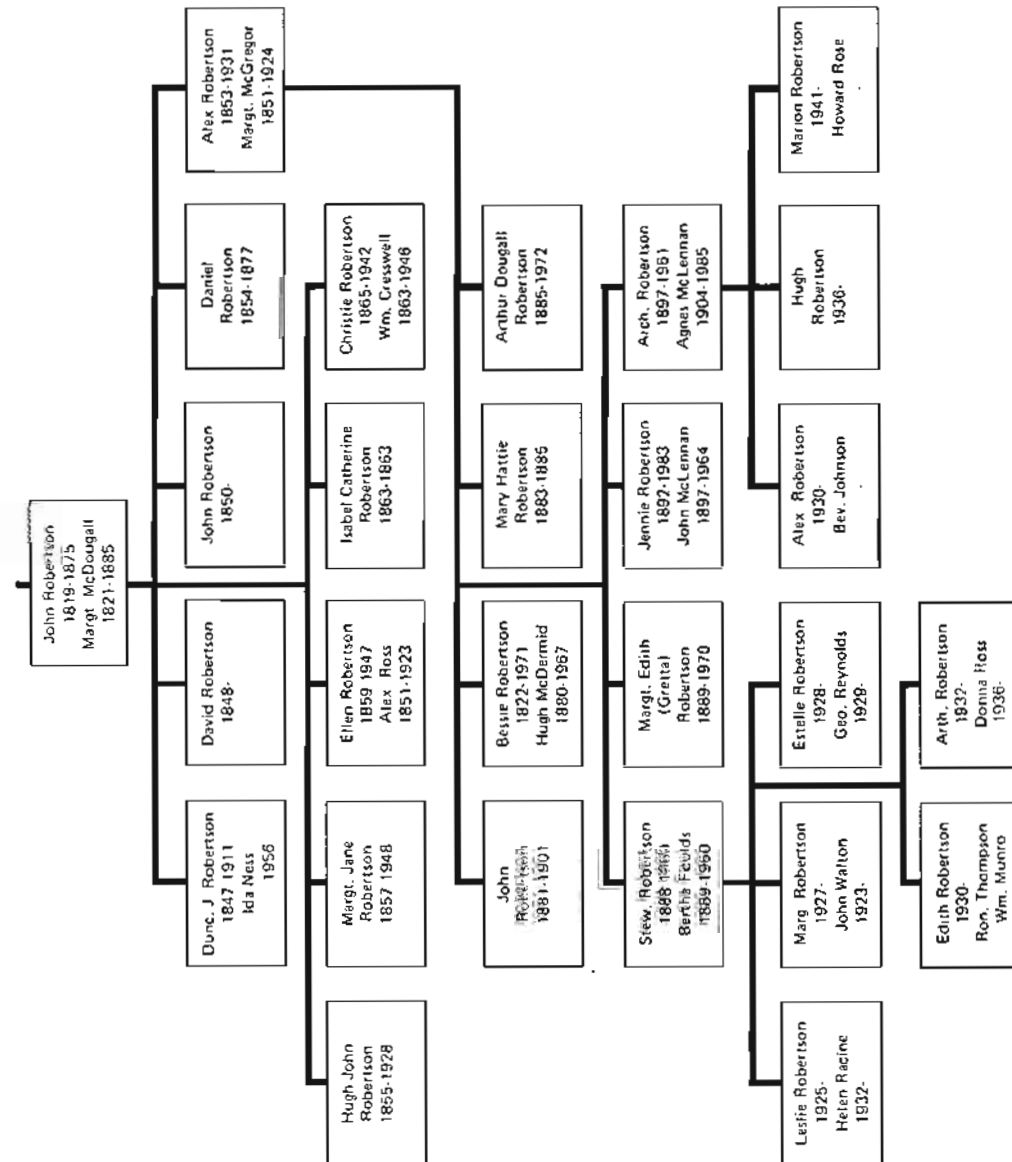 John Robertson
1819-1875
Margt McDougall
1821-1885
Dunc. J Robertson
1847 1911
Ida Ness
1956
David Robertson
1848-
John Robertson
1850-
Daniel
Robertson
1854-1877
Alex Robertson
1853-1931
Margt. McGregor
1851-1924
Hugh John
Robertson
1855-1928
Margt. Jane
Robertson
1857 1948
Ellen Robertson
1859 1947
Alex Ross
1851-1923
Isabel Catherine
Robertson
1863-1863
Christie Robertson
1865-1942
Wm. Cresswell
1863-1946
John
Robertson
1881-1901
Bessie Robertson
1822-1971
Hugh McDermid
1880-1967
Mary Hattie
Robertson
1883-1885
Arthur Dougall
Robertson
1885-1972
Stew. Robertson
Bertha Foulds
1889-1960
Margt. Edith
(Gretta)
Robertson
1889-1970
Jennie Robertson
1892-1983
John McLennan
1897-1964
Arch. Robertson
1897-1961
Agnes McLennan
1904-1985
Leslie Robertson
1925-
Helen Racine
1932-
Marg Robertson
1927-
John Walton
1923-
Estelle Robertson
1928-
Geo. Reynolds
1929-
Alex Robertson
1930-
Bev. Johnson
Hugh
Robertson
1936-
Marion Robertson
1941-
Howard Rose
Edith Robertson
1930-
Ron. Thompson
Wm. Munro
Arth. Robertson
1932-
Donna Ross
1936-